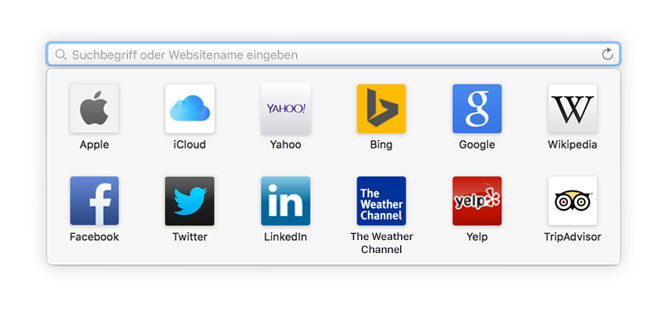 Suchbegriff oder Websitename eingeben
YAHOO!
g
W
Apple
iCloud
Yahoo
Bing
Google
Wikipedia
f
in
The
Weather
Channel
yelp
Facebook
Twitter
LinkedIn
The Weather
Channel
Yelp
TripAdvisor